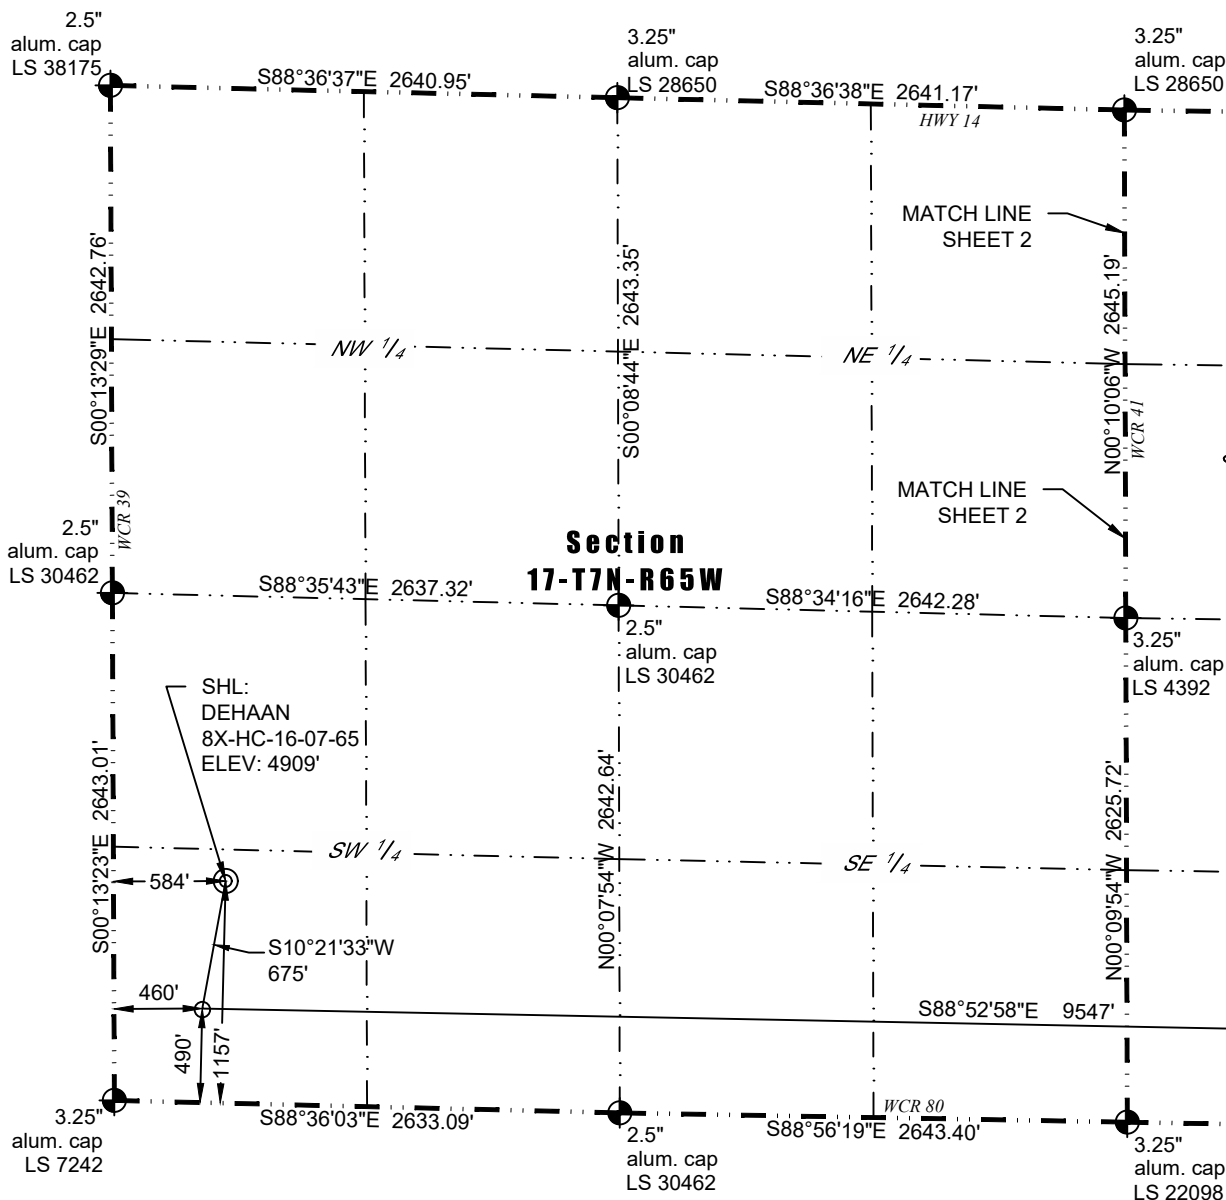 2.5"
alum. cap
LS 38175
S88°36'37"E 2640.95'
3.25"
alum. cap
LS 28650
S88°36'38"E 2641.17'
HWY 14
3.25"
alum. cap
LS 28650
MATCH LINE
SHEET 2
S00°13'29"E 2642.76'
S00°08'44"E 2643.35'
N00°10'06"W 2645.19'
NW 1/4
NE 1/4
WCR 41
WCR 39
MATCH LINE
SHEET 2
2.5"
alum. cap
LS 30462
Section
17-T7N-R65W
S88°35'43"E 2637.32'
S88°34'16"E 2642.28'
2.5"
alum. cap
LS 30462
3.25"
alum. cap
LS 4392
SHL:
DEHAAN
8X-HC-16-07-65
ELEV: 4909'
S00°13'23"E 2643.01'
N00°07'54"W 2642.64'
N00°09'54"W 2625.72'
SW 1/4
SE 1/4
584'
S10°21'33"W
675'
460'
S88°52'58"E 9547'
490'
1157'
3.25"
alum. cap
LS 7242
S88°36'03"E 2633.09'
2.5"
alum. cap
LS 30462
WCR 80
S88°56'19"E 2643.40'
3.25"
alum. cap
LS 22098